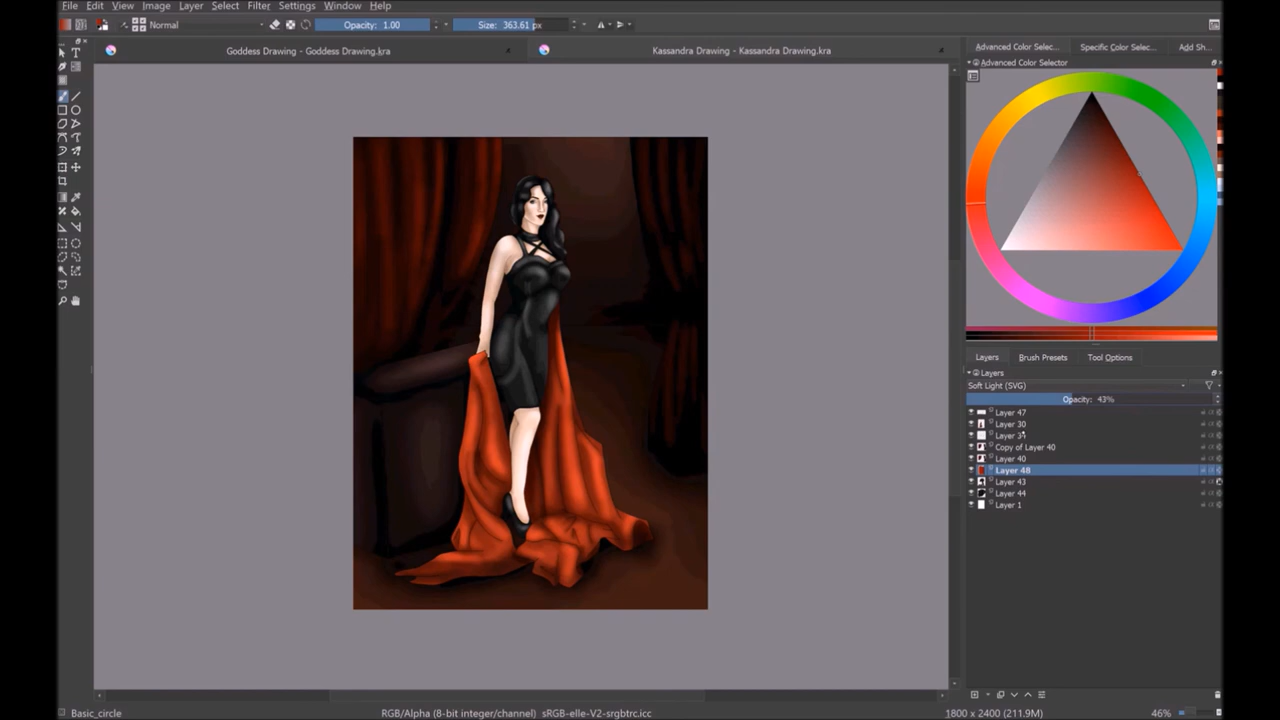 File Edit View Image Layer Select Filter Settings Window Help
Normal Opacity: 1.00 Size: 363.61 px
Goddess Drawing - Goddess Drawing.kra Kassandra Drawing - Kassandra Drawing.kra
Advanced Color Selec... Specific Color Selec... Add Sh...
Advanced Color Selector
Layers Brush Presets Tool Options
Layers
Soft Light (SVG)
Opacity: 43%
Layer 47
Layer 30
Copy of Layer 40
Layer 40
Layer 48
Layer 43
Layer 44
Layer 1
Basic_circle RGB/Alpha (8-bit integer/channel) sRGB-elle-V2-srgbtrc.icc 1800 x 2400 (211.9M) 46%